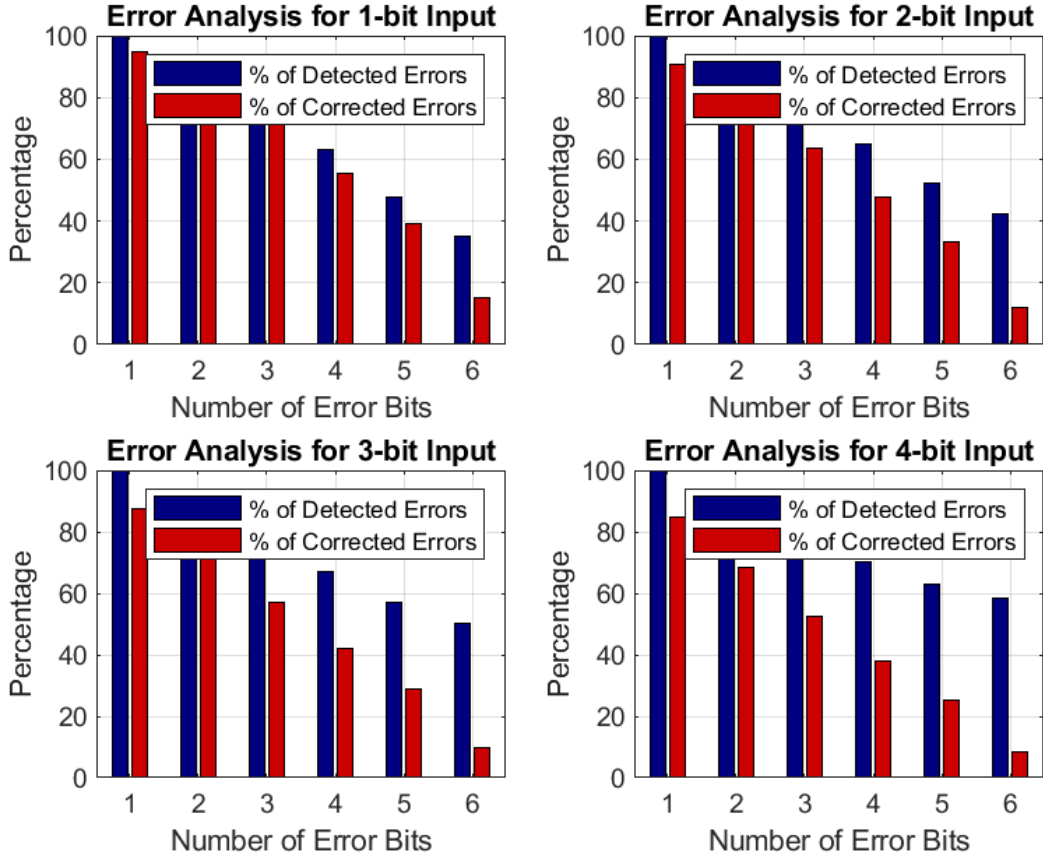 Error Analysis for 1-bit Input
100
80
60
40
20
0
Percentage
% of Detected Errors
% of Corrected Errors
1 2 3 4 5 6
Number of Error Bits
Error Analysis for 2-bit Input
100
80
60
40
20
0
Percentage
% of Detected Errors
% of Corrected Errors
1 2 3 4 5 6
Number of Error Bits
Error Analysis for 3-bit Input
100
80
60
40
20
0
Percentage
% of Detected Errors
% of Corrected Errors
1 2 3 4 5 6
Number of Error Bits
Error Analysis for 4-bit Input
100
80
60
40
20
0
Percentage
% of Detected Errors
% of Corrected Errors
1 2 3 4 5 6
Number of Error Bits